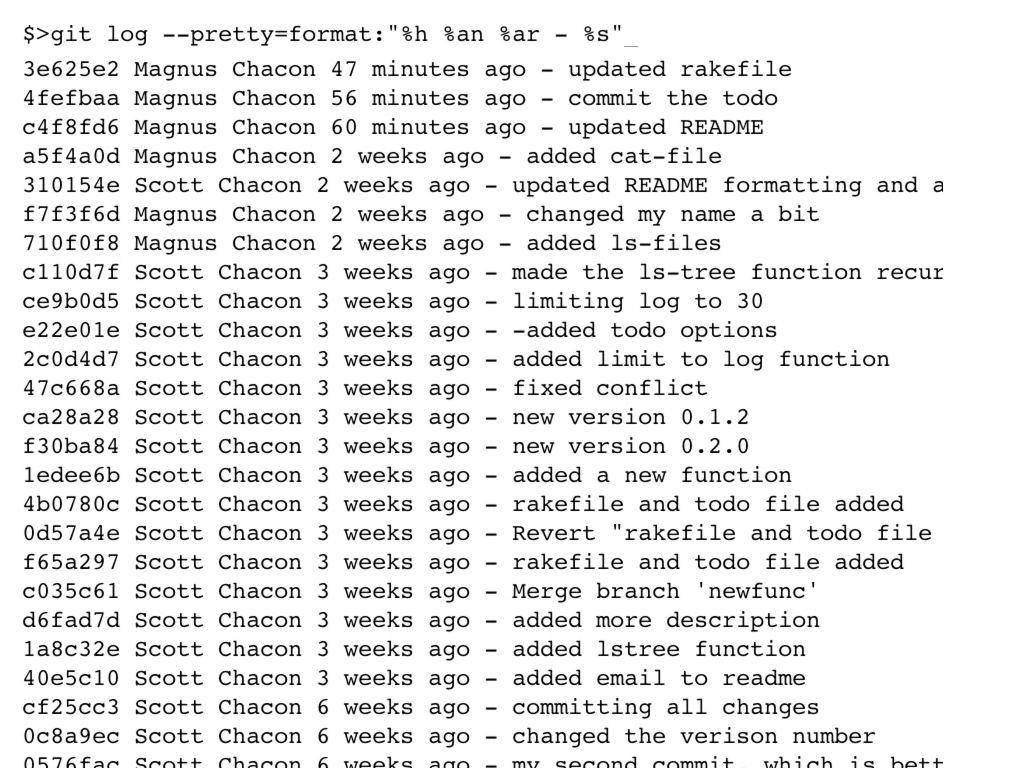 $>git log --pretty=format:"%h %an %ar - %s"_
3e625e2 Magnus Chacon 47 minutes ago - updated rakefile
4fefbaa Magnus Chacon 56 minutes ago - commit the todo
c4f8fd6 Magnus Chacon 60 minutes ago - updated README
a5f4a0d Magnus Chacon 2 weeks ago - added cat-file
310154e Scott Chacon 2 weeks ago - updated README formatting and a
f7f3f6d Magnus Chacon 2 weeks ago - changed my name a bit
710f0f8 Magnus Chacon 2 weeks ago - added ls-files
c110d7f Scott Chacon 3 weeks ago - made the ls-tree function recur
ce9b0d5 Scott Chacon 3 weeks ago - limiting log to 30
e22e01e Scott Chacon 3 weeks ago - -added todo options
2c0d4d7 Scott Chacon 3 weeks ago - added limit to log function
47c668a Scott Chacon 3 weeks ago - fixed conflict
ca28a28 Scott Chacon 3 weeks ago - new version 0.1.2
f30ba84 Scott Chacon 3 weeks ago - new version 0.2.0
1edee6b Scott Chacon 3 weeks ago - added a new function
4b0780c Scott Chacon 3 weeks ago - rakefile and todo file added
0d57a4e Scott Chacon 3 weeks ago - Revert "rakefile and todo file
f65a297 Scott Chacon 3 weeks ago - rakefile and todo file added
c035c61 Scott Chacon 3 weeks ago - Merge branch 'newfunc'
d6fad7d Scott Chacon 3 weeks ago - added more description
1a8c32e Scott Chacon 3 weeks ago - added lstree function
40e5c10 Scott Chacon 3 weeks ago - added email to readme
cf25cc3 Scott Chacon 6 weeks ago - committing all changes
0c8a9ec Scott Chacon 6 weeks ago - changed the verison number
0576fac Scott Chacon 6 weeks ago - my second commit, which is bett